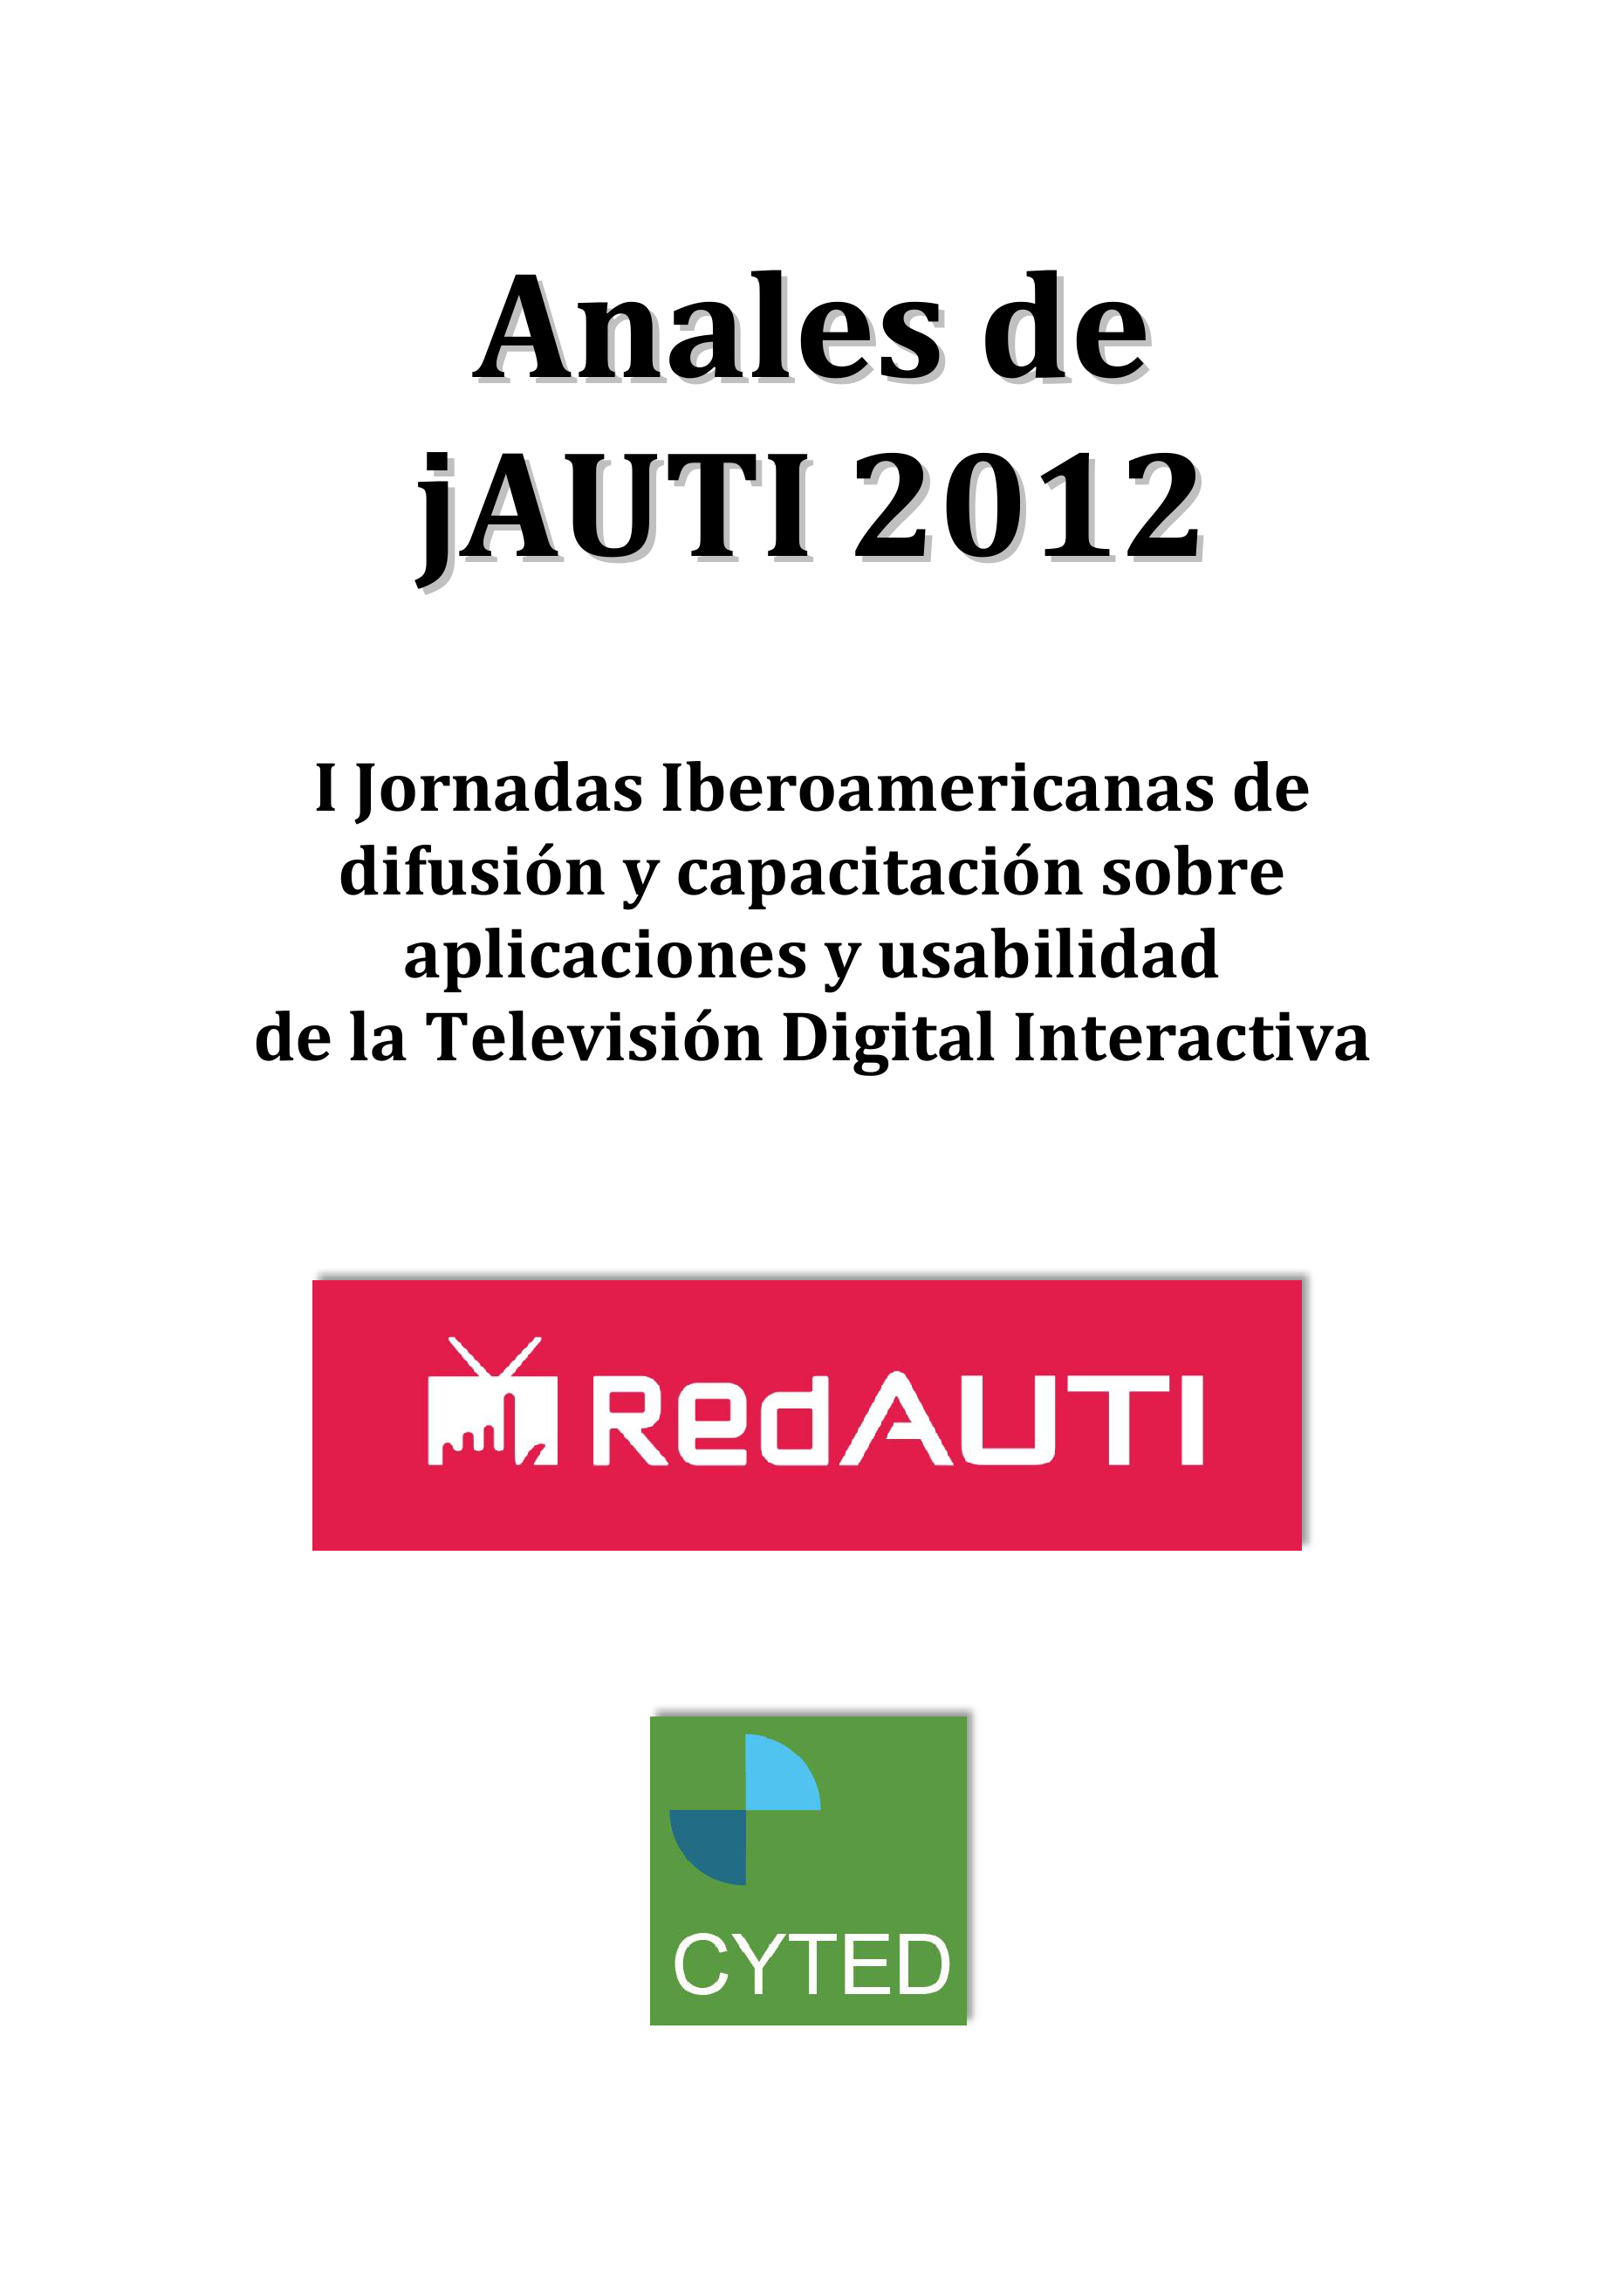 Anales de
jAUTI 2012
I Jornadas Iberoamericanas de
difusión y capacitación sobre
aplicaciones y usabilidad
de la Televisión Digital Interactiva
RedAUTI
CYTED